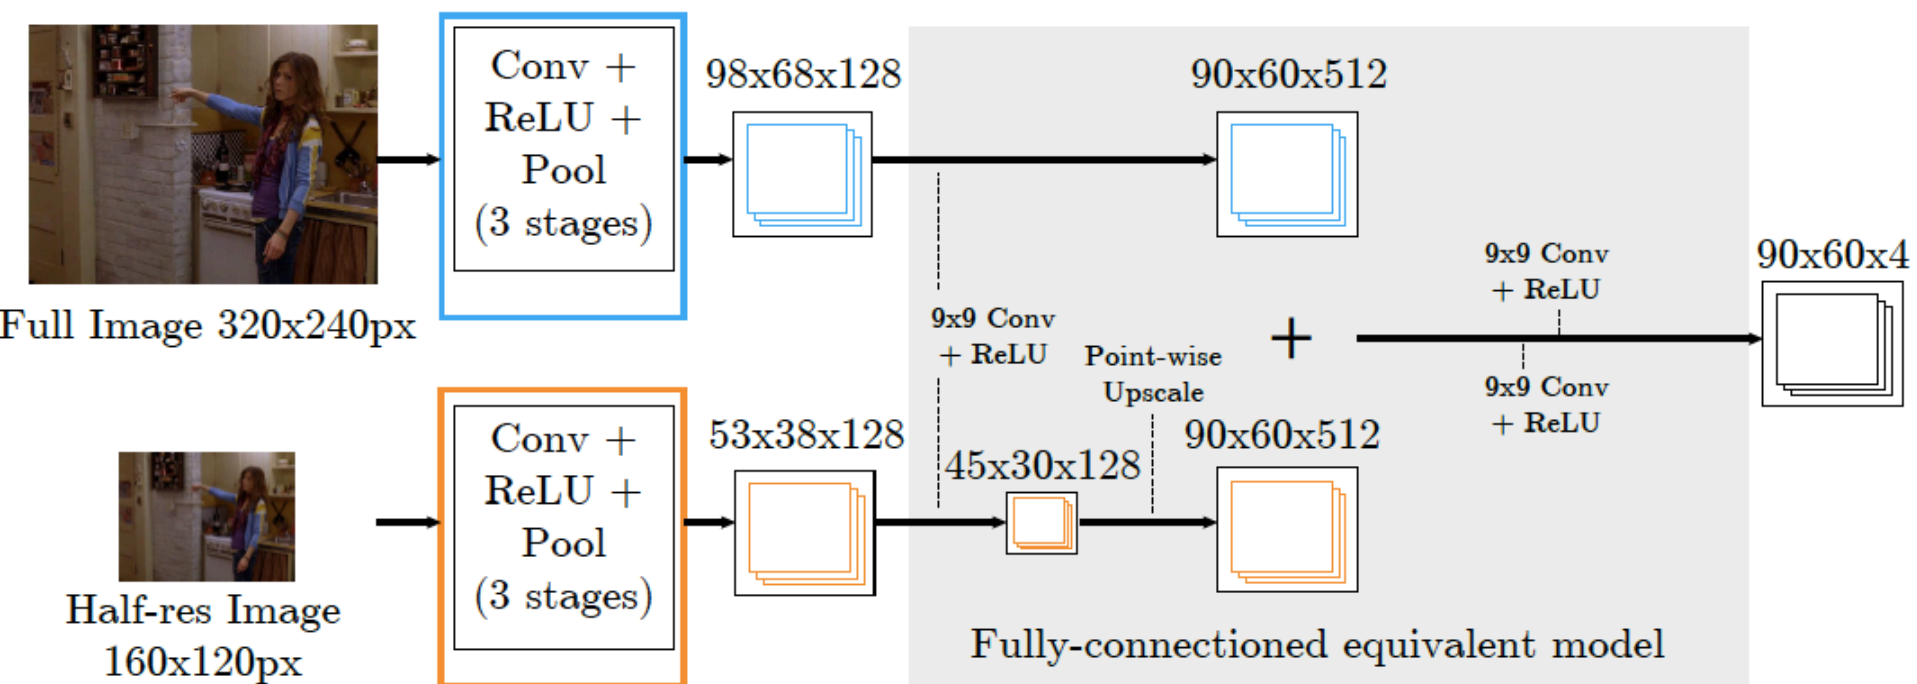 Conv +
ReLU +
Pool
(3 stages)
98x68x128
90x60x512
Full Image 320x240px
9x9 Conv
+ ReLU
Point-wise
Upscale
+
9x9 Conv
+ ReLU
9x9 Conv
+ ReLU
90x60x4
Conv +
ReLU +
Pool
(3 stages)
53x38x128
45x30x128
90x60x512
Half-res Image
160x120px
Fully-connectioned equivalent model